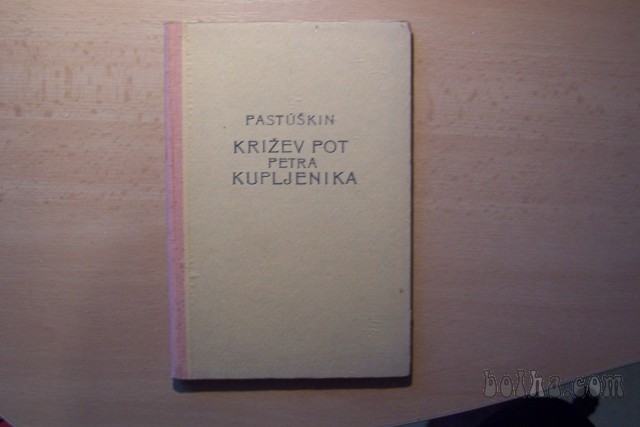 PASTÚŠKIN
KRIŽEV POT
PETRA
KUPLJENIKA
bolha.com